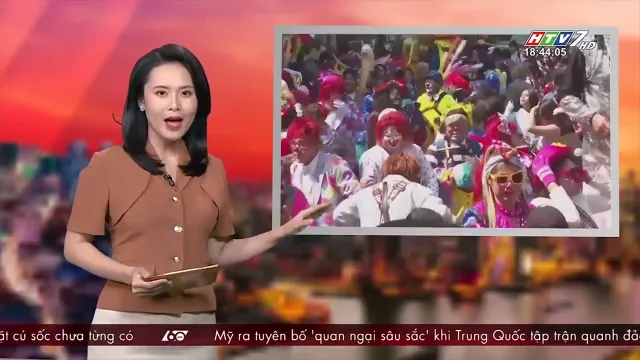 HTV7 HD
18:44:05
ặt cú sốc chưa từng có 60 Mỹ ra tuyên bố 'quan ngại sâu sắc' khi Trung Quốc tập trận quanh đả